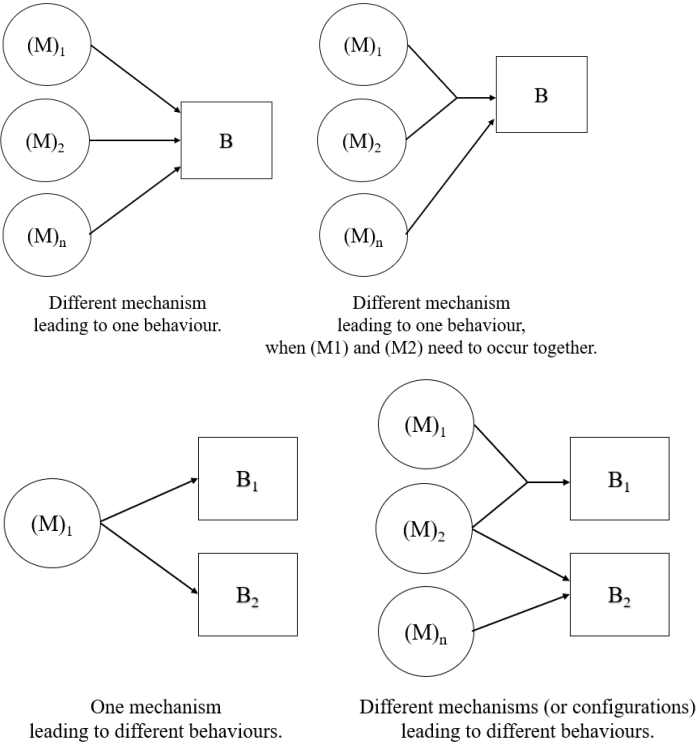 (M)₁
(M)₂
B
(M)ₙ
Different mechanism
leading to one behaviour.
(M)₁
B
(M)₂
(M)ₙ
Different mechanism
leading to one behaviour,
when (M1) and (M2) need to occur together.
B₁
(M)₁
B₂
One mechanism
leading to different behaviours.
(M)₁
B₁
(M)₂
B₂
(M)ₙ
Different mechanisms (or configurations)
leading to different behaviours.